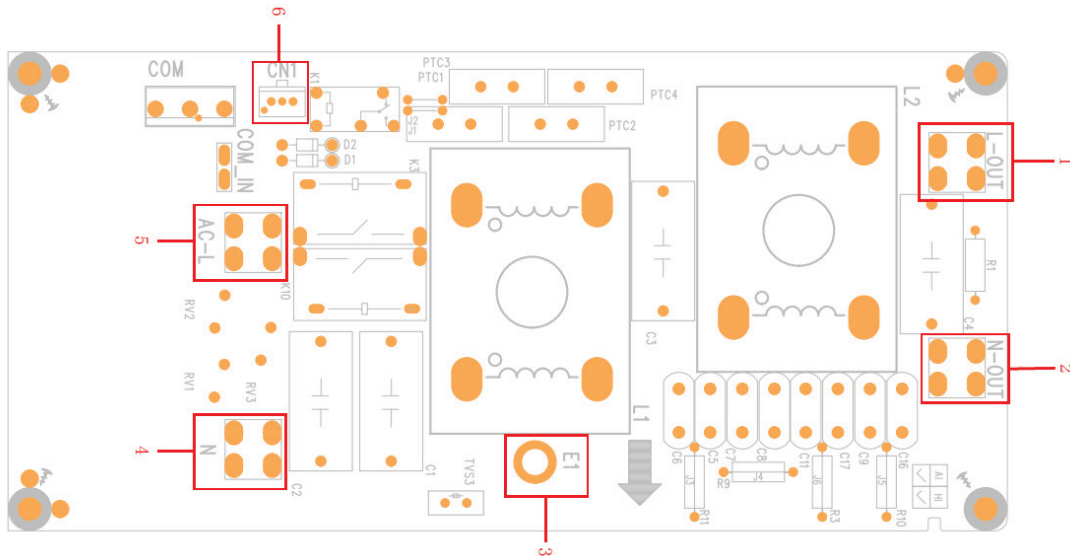 6
COM
CN1
K1
PTC3
PTC1
PTC4
L2
J2
J1
PTC2
D2
D1
L-OUT
1
COM_IN
K3
AC-L
5
R1
K10
RV2
C3
C4
N-OUT
2
RV1
RV3
L1
N
4
E1
C6
C5
C7
C8
C11
C17
C9
C16
C1
TVS3
C2
J3
R9
J4
J6
J5
A1
H1
R11
R3
R10
3